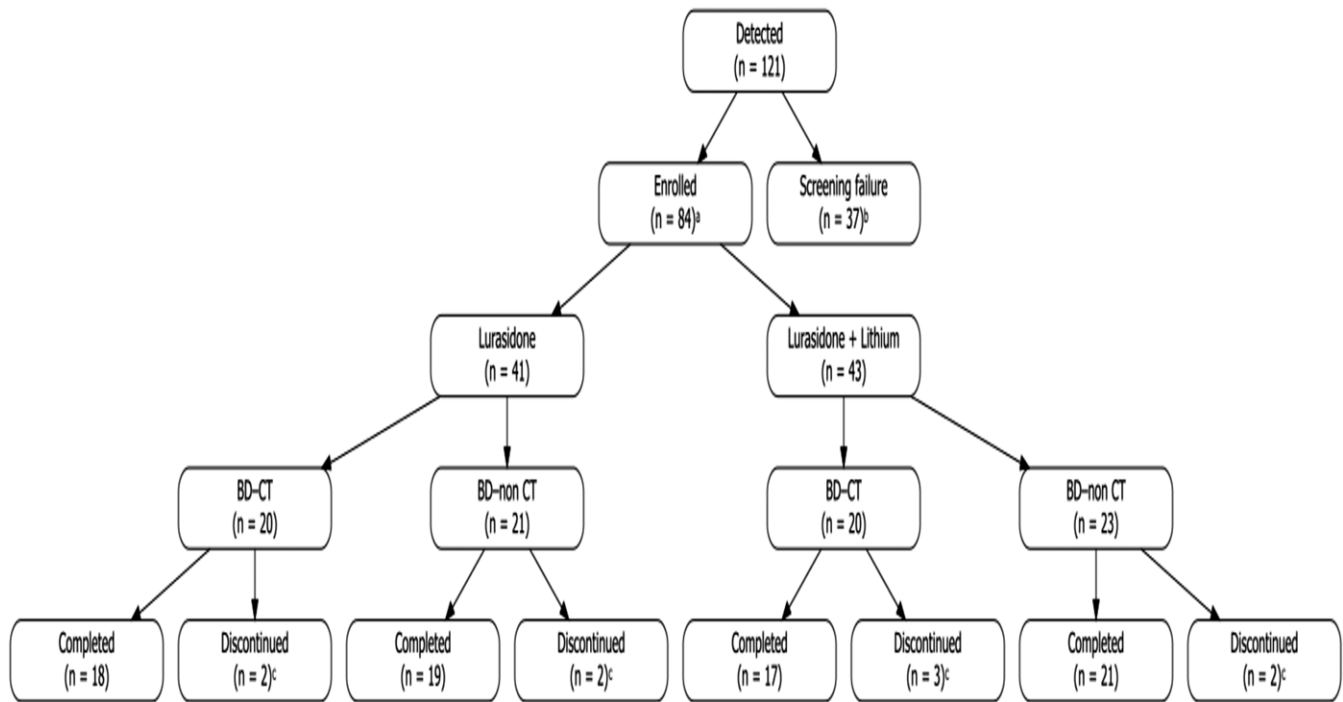 Detected
(n = 121)
Enrolled
(n = 84)ᵃ
Screening failure
(n = 37)ᵇ
Lurasidone
(n = 41)
Lurasidone + Lithium
(n = 43)
BD–CT
(n = 20)
BD–non CT
(n = 21)
BD–CT
(n = 20)
BD–non CT
(n = 23)
Completed
(n = 18)
Discontinued
(n = 2)ᶜ
Completed
(n = 19)
Discontinued
(n = 2)ᶜ
Completed
(n = 17)
Discontinued
(n = 3)ᶜ
Completed
(n = 21)
Discontinued
(n = 2)ᶜ